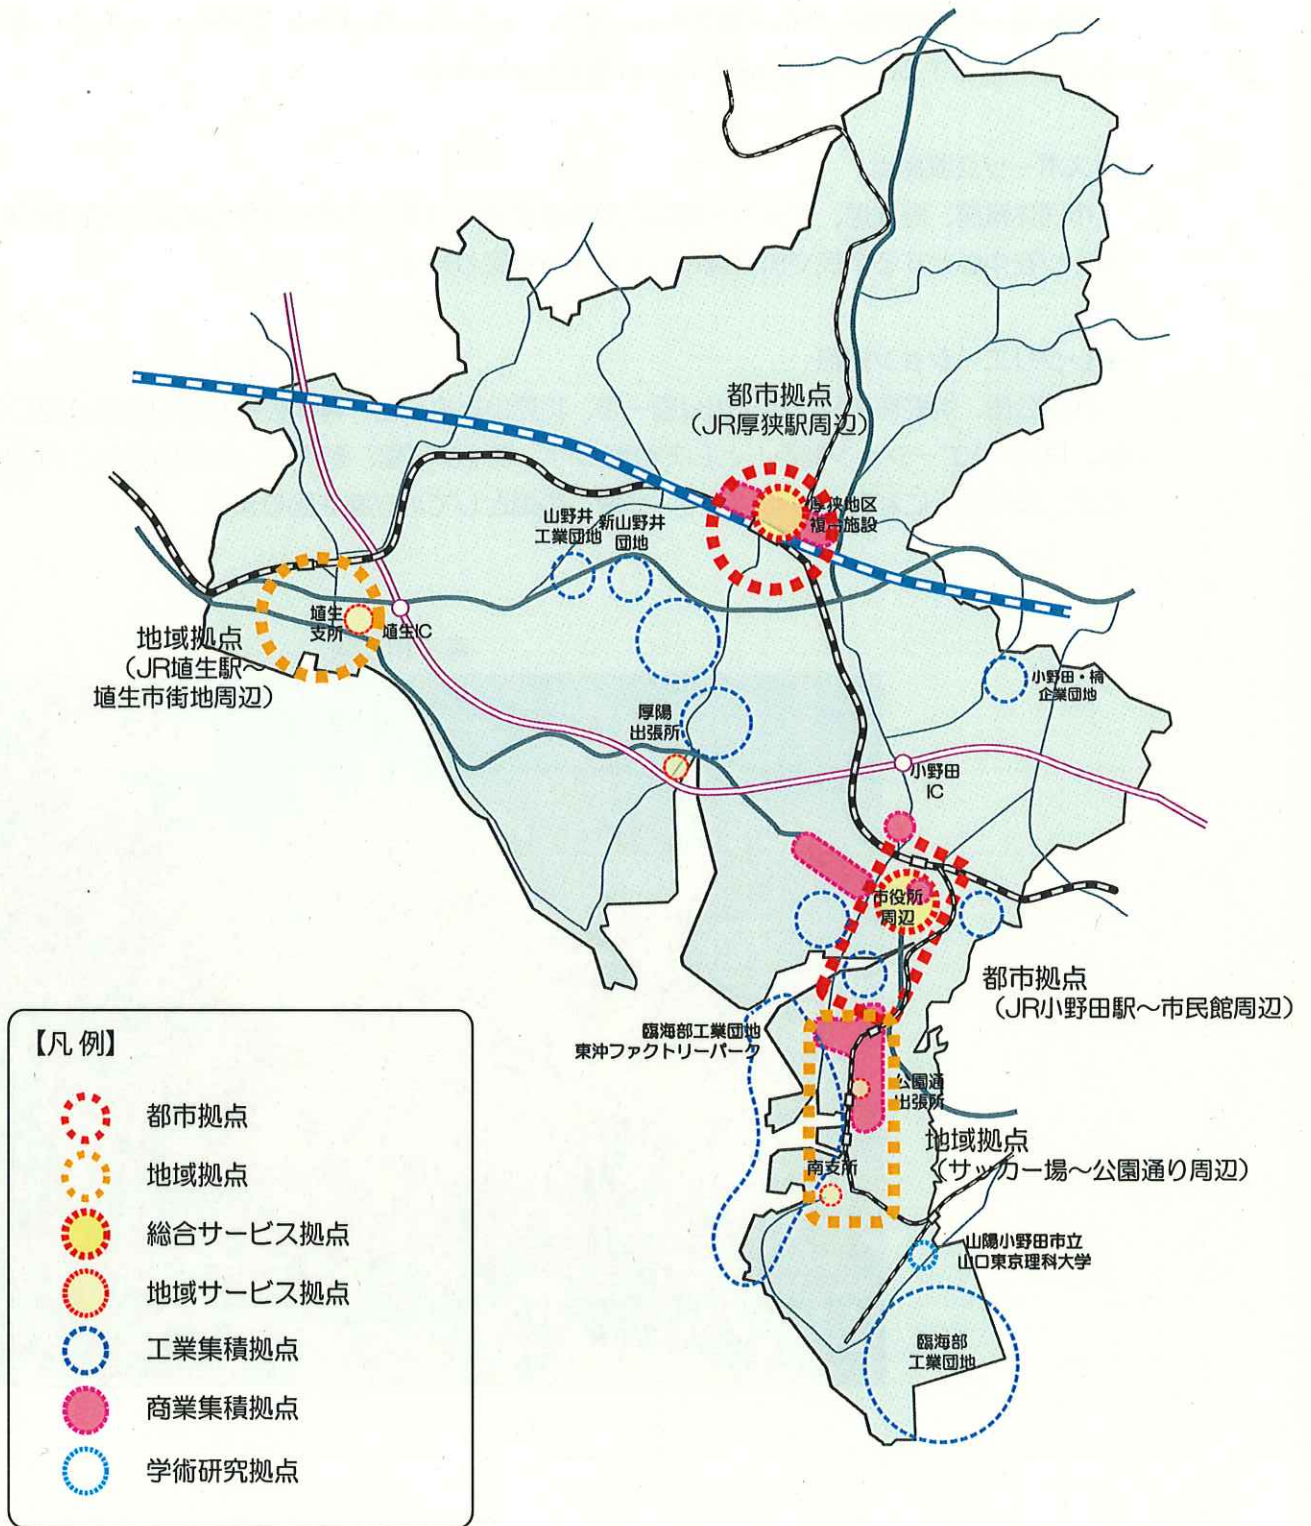 都市拠点
（JR厚狭駅周辺）
厚狭地区
複合施設
山野井
工業団地
新山野井
団地
埴生
支所
埴生IC
地域拠点
（JR埴生駅～
埴生市街地周辺）
小野田・楠
企業団地
厚陽
出張所
小野田
IC
市役所
周辺
都市拠点
（JR小野田駅～市民館周辺）
臨海部工業団地
東沖ファクトリーパーク
公園通
出張所
地域拠点
（サッカー場～公園通り周辺）
南支所
山陽小野田市立
山口東京理科大学
臨海部
工業団地
【凡 例】
都市拠点
地域拠点
総合サービス拠点
地域サービス拠点
工業集積拠点
商業集積拠点
学術研究拠点